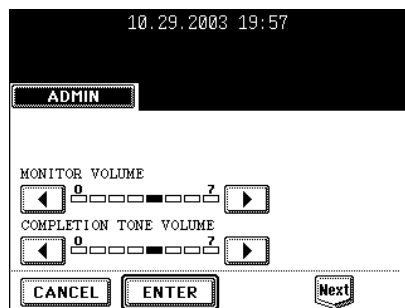 10.29.2003 19:57
ADMIN
MONITOR VOLUME
0 7
COMPLETION TONE VOLUME
0 7
CANCEL ENTER Next